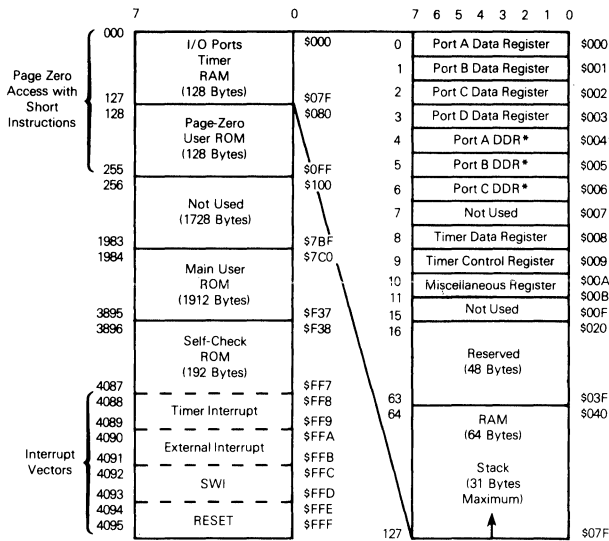 7 0
000 $000
I/O Ports
Timer
RAM
(128 Bytes)
127 $07F
Page Zero
Access with
Short
Instructions
128 $080
Page-Zero
User ROM
(128 Bytes)
255 $0FF
256 $100
Not Used
(1728 Bytes)
1983 $7BF
1984 $7C0
Main User
ROM
(1912 Bytes)
3895 $F37
3896 $F38
Self-Check
ROM
(192 Bytes)
4087 $FF7
Interrupt
Vectors
4088 $FF8
Timer Interrupt
4089 $FF9
4090 $FFA
External Interrupt
4091 $FFB
4092 $FFC
SWI
4093 $FFD
4094 $FFE
RESET
4095 $FFF
7 6 5 4 3 2 1 0
0 Port A Data Register $000
1 Port B Data Register $001
2 Port C Data Register $002
3 Port D Data Register $003
4 Port A DDR* $004
5 Port B DDR* $005
6 Port C DDR* $006
7 Not Used $007
8 Timer Data Register $008
9 Timer Control Register $009
10 Miscellaneous Register $00A
11 $00B
Not Used
15 $00F
16 $020
Reserved
(48 Bytes)
63 $03F
64 $040
RAM
(64 Bytes)
Stack
(31 Bytes
Maximum)
127 $07F